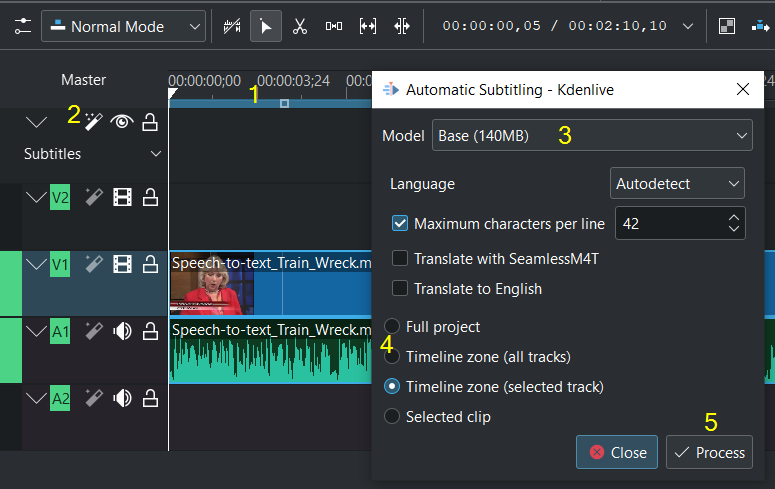 Normal Mode
00:00:00,05 / 00:02:10,10
Master
00:00:00;00
00:00:03;24
00:0
24
1
Automatic Subtitling - Kdenlive
2
Model
Base (140MB)
3
Subtitles
Language
Autodetect
V2
Maximum characters per line
42
V1
Speech-to-text_Train_Wreck.m
Translate with SeamlessM4T
Translate to English
A1
Speech-to-text_Train_Wreck.m
Full project
4
Timeline zone (all tracks)
Timeline zone (selected track)
A2
Selected clip
5
Close
Process